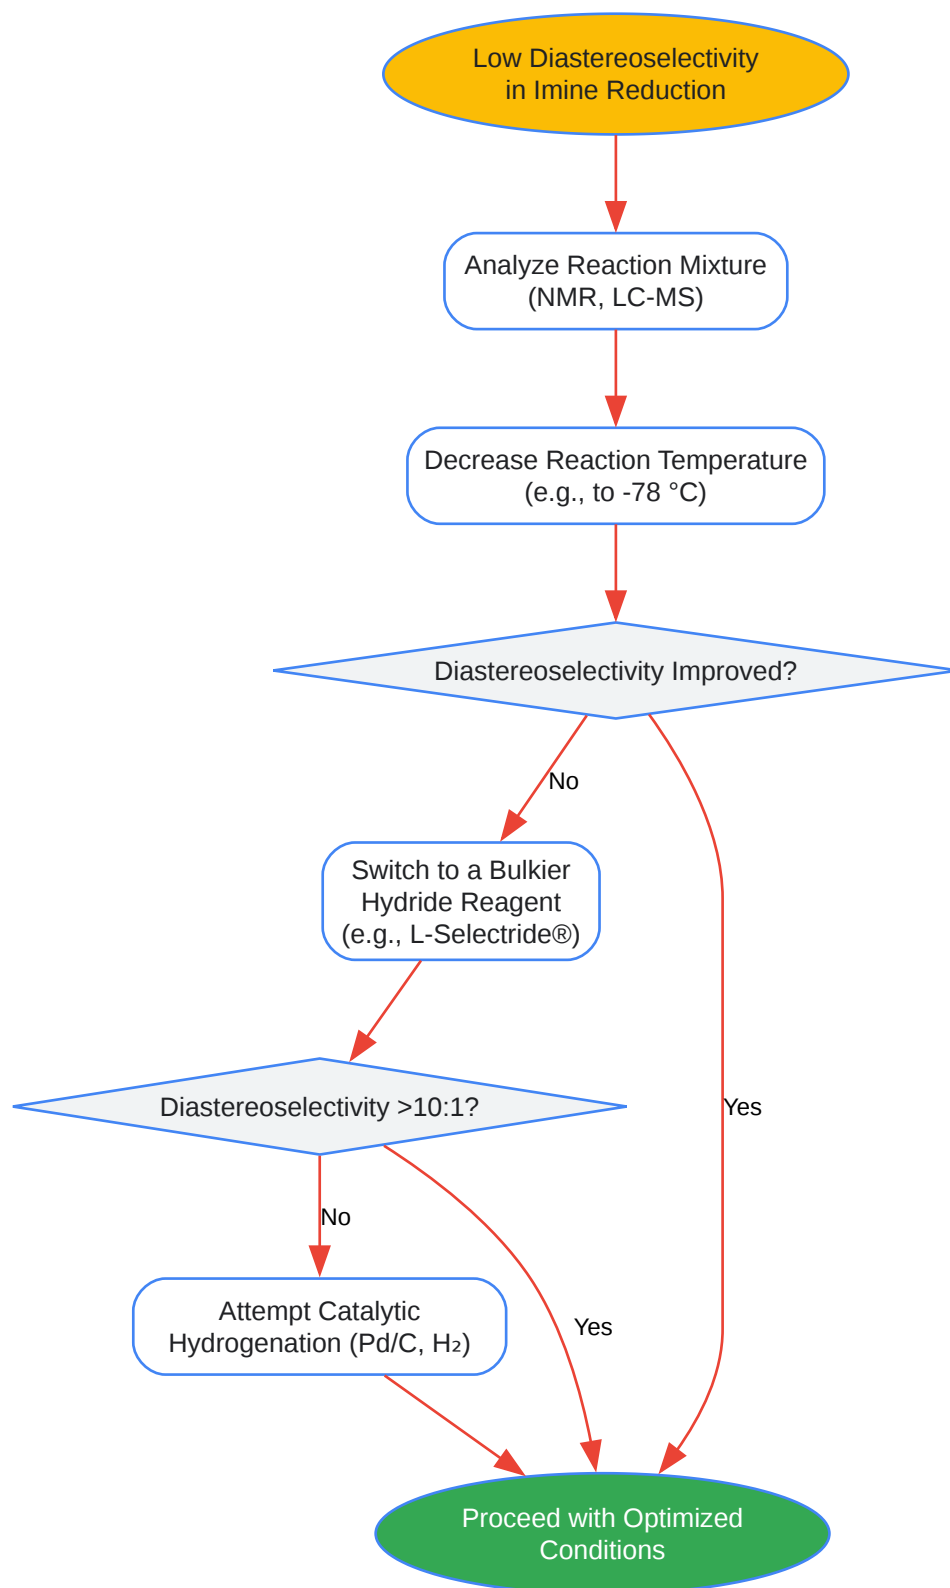 Low Diastereoselectivity
in Imine Reduction
Analyze Reaction Mixture
(NMR, LC-MS)
Decrease Reaction Temperature
(e.g., to -78 °C)
Diastereoselectivity Improved?
No
Switch to a Bulkier
Hydride Reagent
(e.g., L-Selectride®)
Diastereoselectivity >10:1?
Yes
No
Attempt Catalytic
Hydrogenation (Pd/C, H₂)
Yes
Proceed with Optimized
Conditions